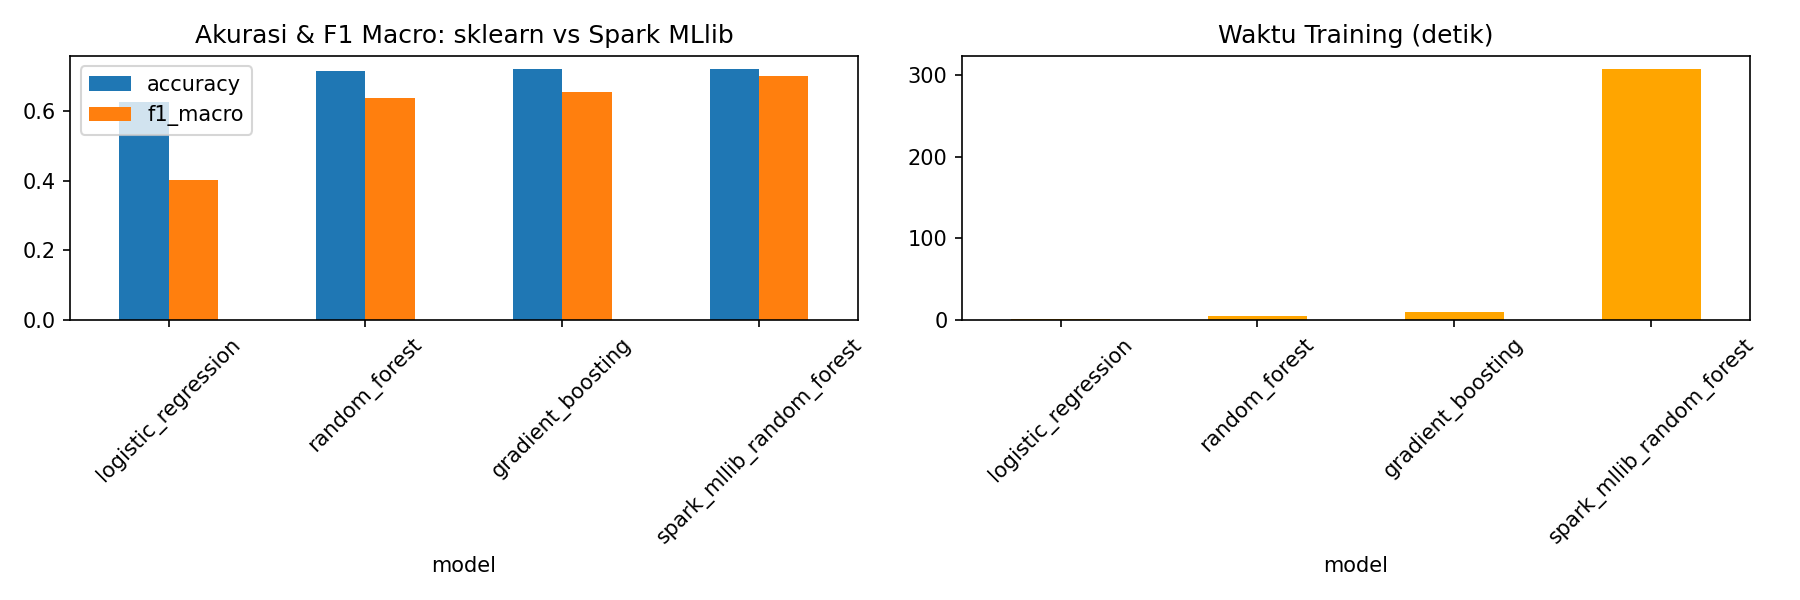 Akurasi & F1 Macro: sklearn vs Spark MLlib
accuracy
f1_macro
0.6
0.4
0.2
0.0
logistic_regression
random_forest
gradient_boosting
spark_mllib_random_forest
model
Waktu Training (detik)
300
200
100
0
logistic_regression
random_forest
gradient_boosting
spark_mllib_random_forest
model